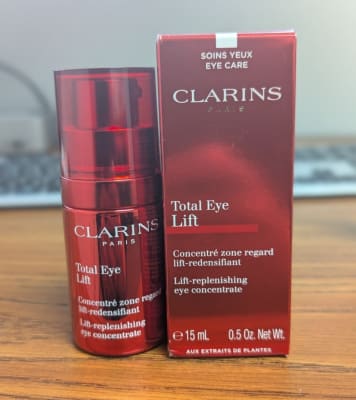 CLARINS
PARIS
Total Eye
Lift
Concentré zone regard
lift-redensifiant
Lift-replenishing
eye concentrate
SOINS YEUX
EYE CARE
CLARINS
PARIS
Total Eye
Lift
Concentré zone regard
lift-redensifiant
Lift-replenishing
eye concentrate
℮ 15 mL 0.5 Oz. Net Wt.
AUX EXTRAITS DE PLANTES